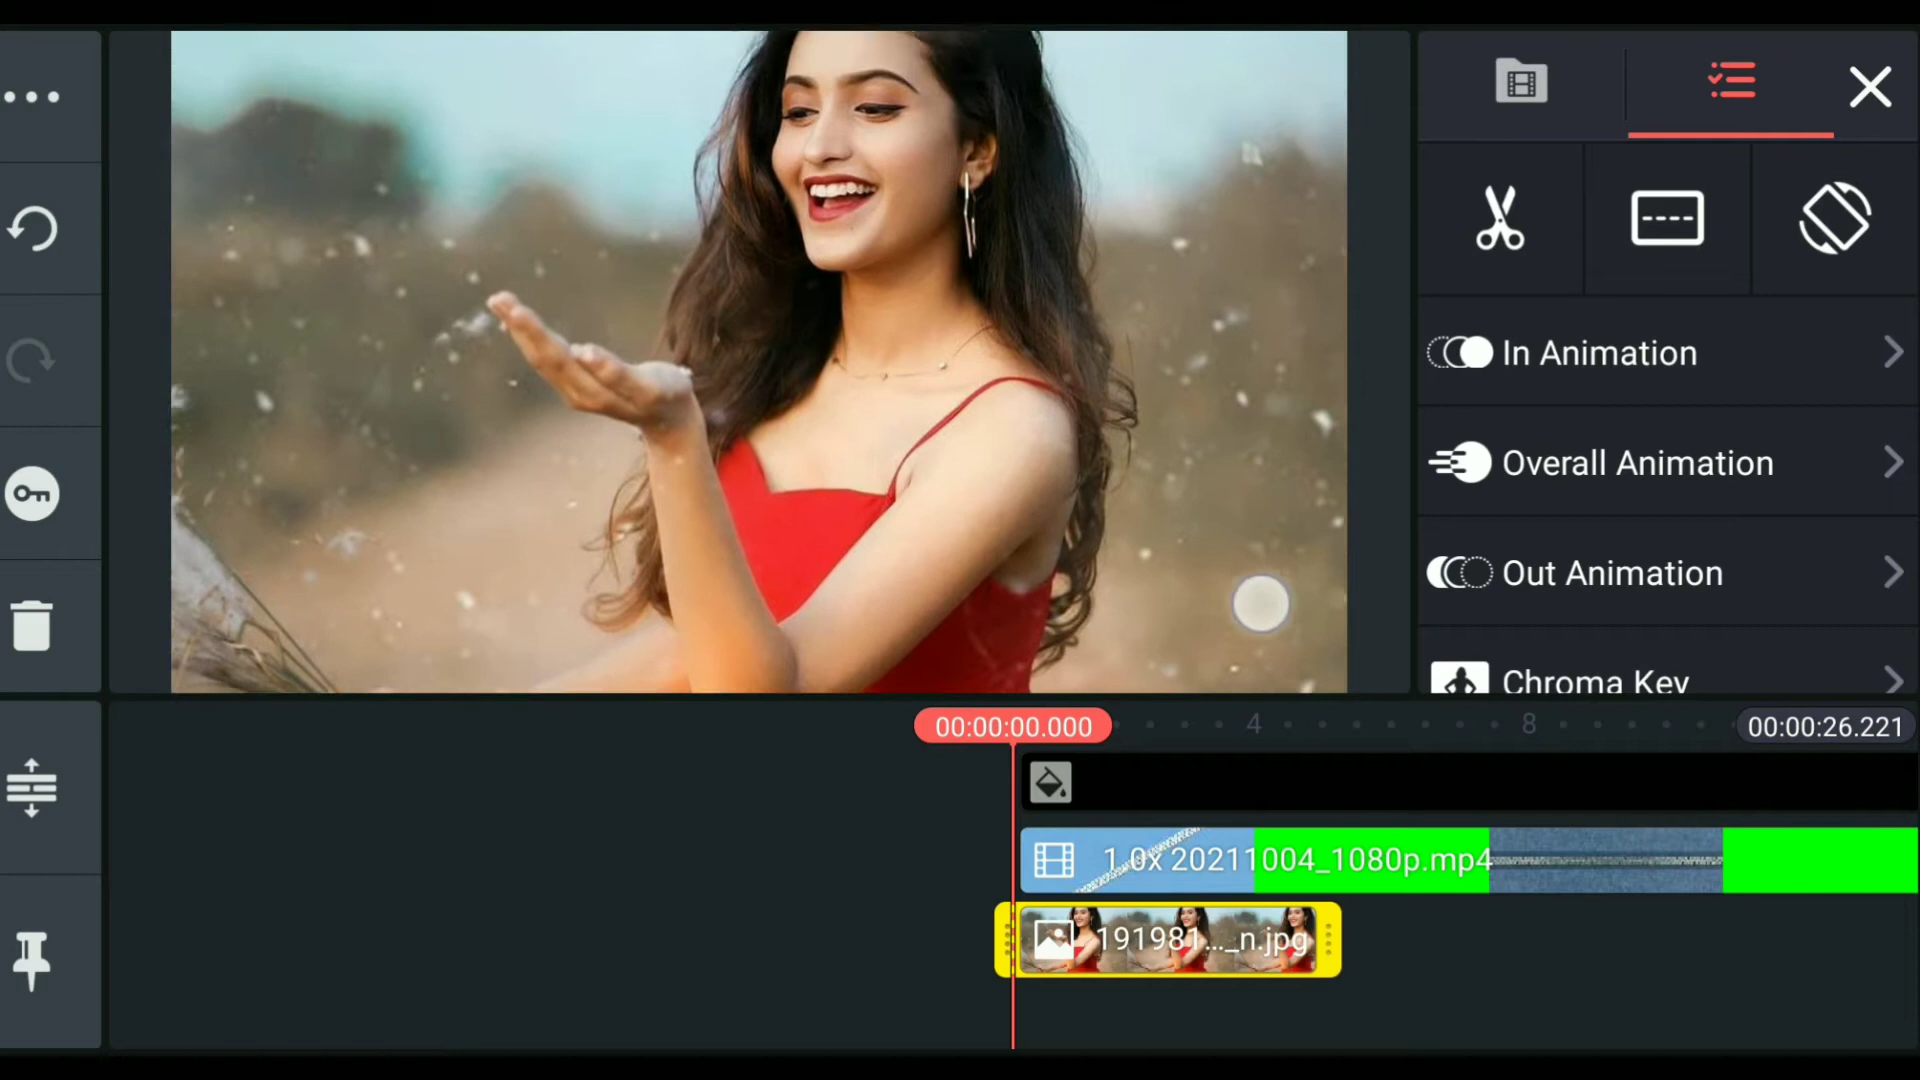 In Animation
Overall Animation
Out Animation
Chroma Key
00:00:00.000
4
8
00:00:26.221
1.0x 20211004_1080p.mp4
191981..._n.jpg